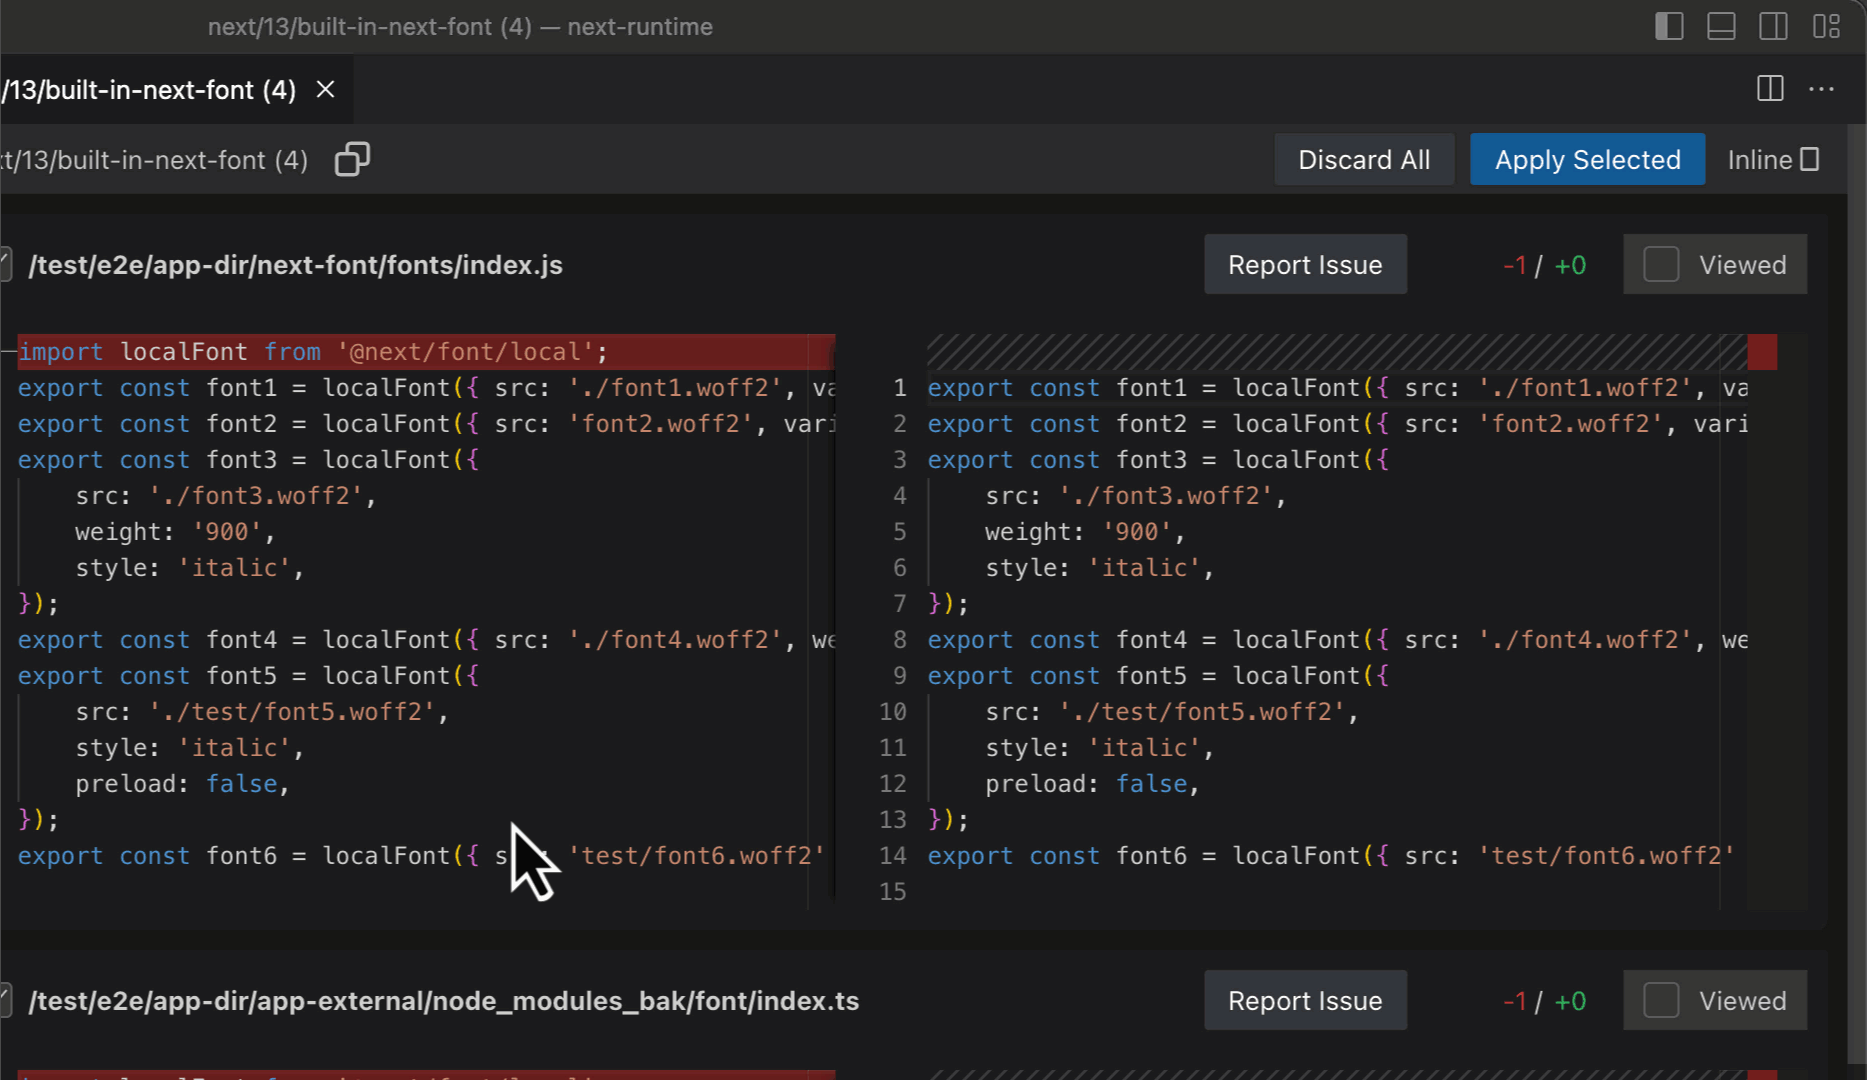 next/13/built-in-next-font (4) — next-runtime
/13/built-in-next-font (4)
t/13/built-in-next-font (4)
Discard All
Apply Selected
Inline
/test/e2e/app-dir/next-font/fonts/index.js
Report Issue
-1 / +0
Viewed
import localFont from '@next/font/local';
export const font1 = localFont({ src: './font1.woff2', va
export const font2 = localFont({ src: 'font2.woff2', vari
export const font3 = localFont({
src: './font3.woff2',
weight: '900',
style: 'italic',
});
export const font4 = localFont({ src: './font4.woff2', we
export const font5 = localFont({
src: './test/font5.woff2',
style: 'italic',
preload: false,
});
export const font6 = localFont({ s 'test/font6.woff2'
1 export const font1 = localFont({ src: './font1.woff2', va
2 export const font2 = localFont({ src: 'font2.woff2', vari
3 export const font3 = localFont({
4 src: './font3.woff2',
5 weight: '900',
6 style: 'italic',
7 });
8 export const font4 = localFont({ src: './font4.woff2', we
9 export const font5 = localFont({
10 src: './test/font5.woff2',
11 style: 'italic',
12 preload: false,
13 });
14 export const font6 = localFont({ src: 'test/font6.woff2'
15
/test/e2e/app-dir/app-external/node_modules_bak/font/index.ts
Report Issue
-1 / +0
Viewed